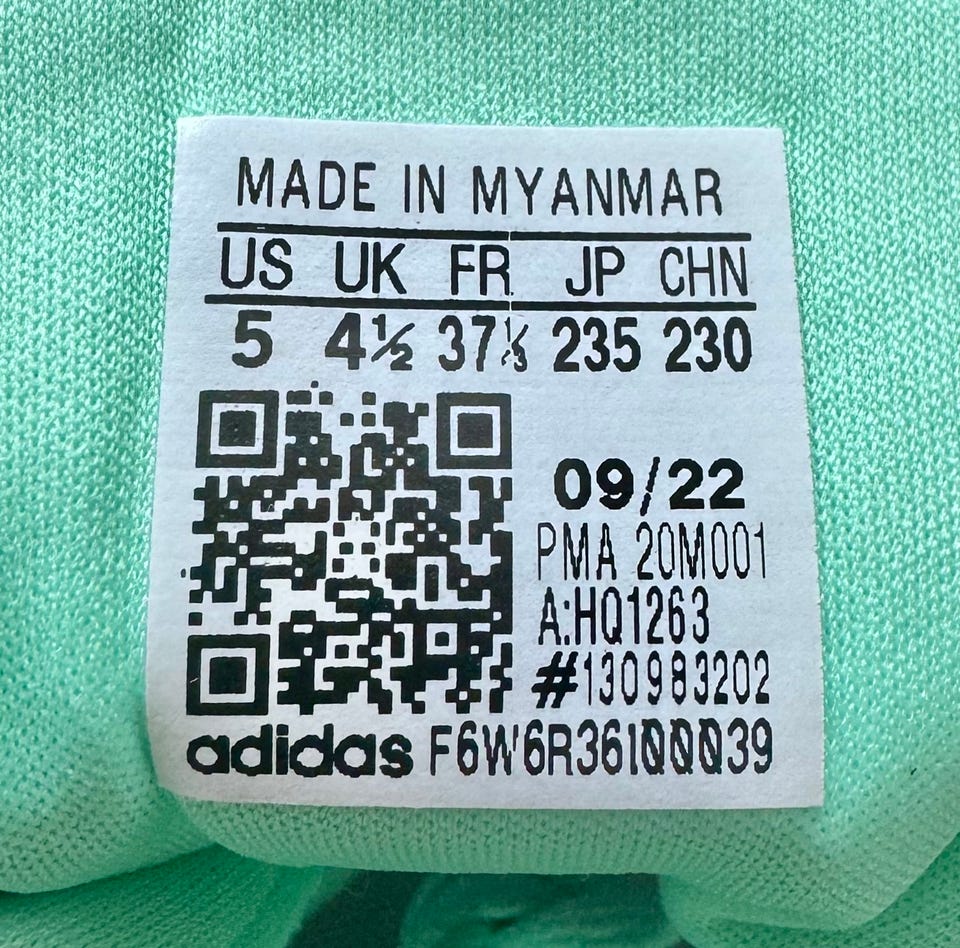 MADE IN MYANMAR
US UK FR JP CHN
5 4½ 37⅓ 235 230
09/22
PMA 20M001
A:HQ1263
#130983202
adidas F6W6R36I00039